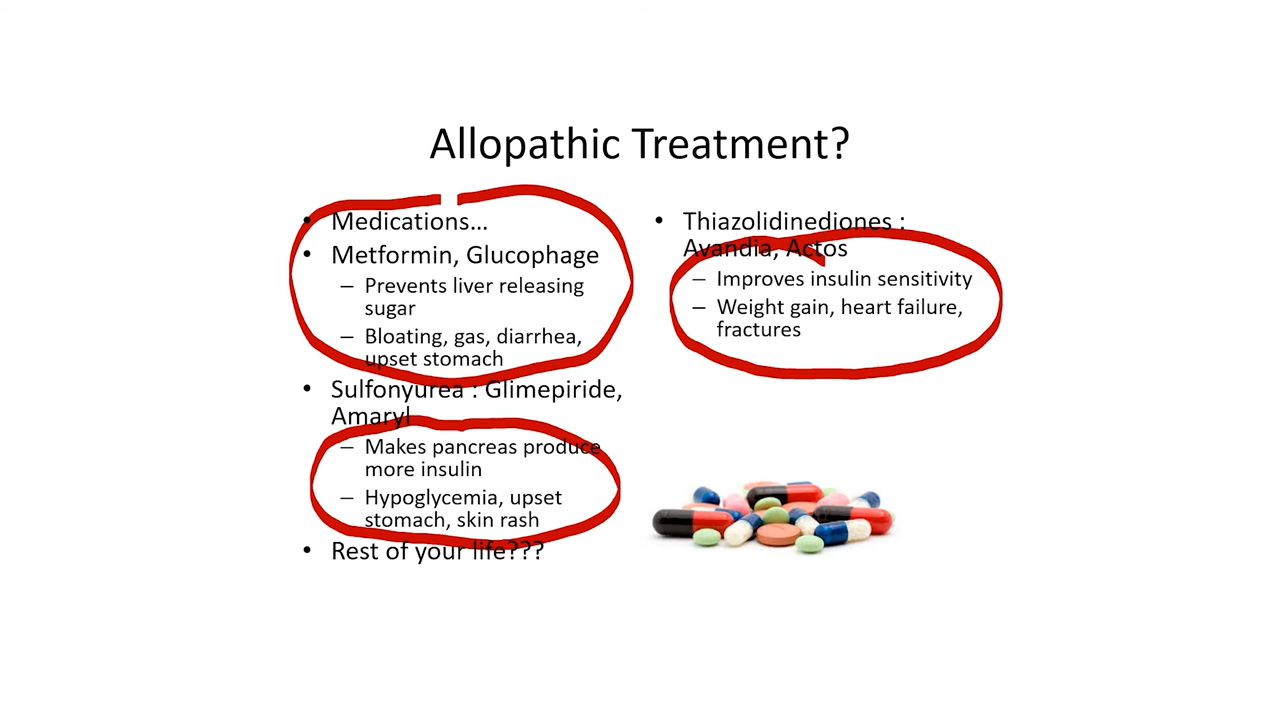 Allopathic Treatment?
• Medications...
• Metformin, Glucophage
– Prevents liver releasing
sugar
– Bloating, gas, diarrhea,
upset stomach
• Sulfonyurea : Glimepiride,
Amaryl
– Makes pancreas produce
more insulin
– Hypoglycemia, upset
stomach, skin rash
• Rest of your life???
• Thiazolidinediones :
Avandia, Actos
– Improves insulin sensitivity
– Weight gain, heart failure,
fractures